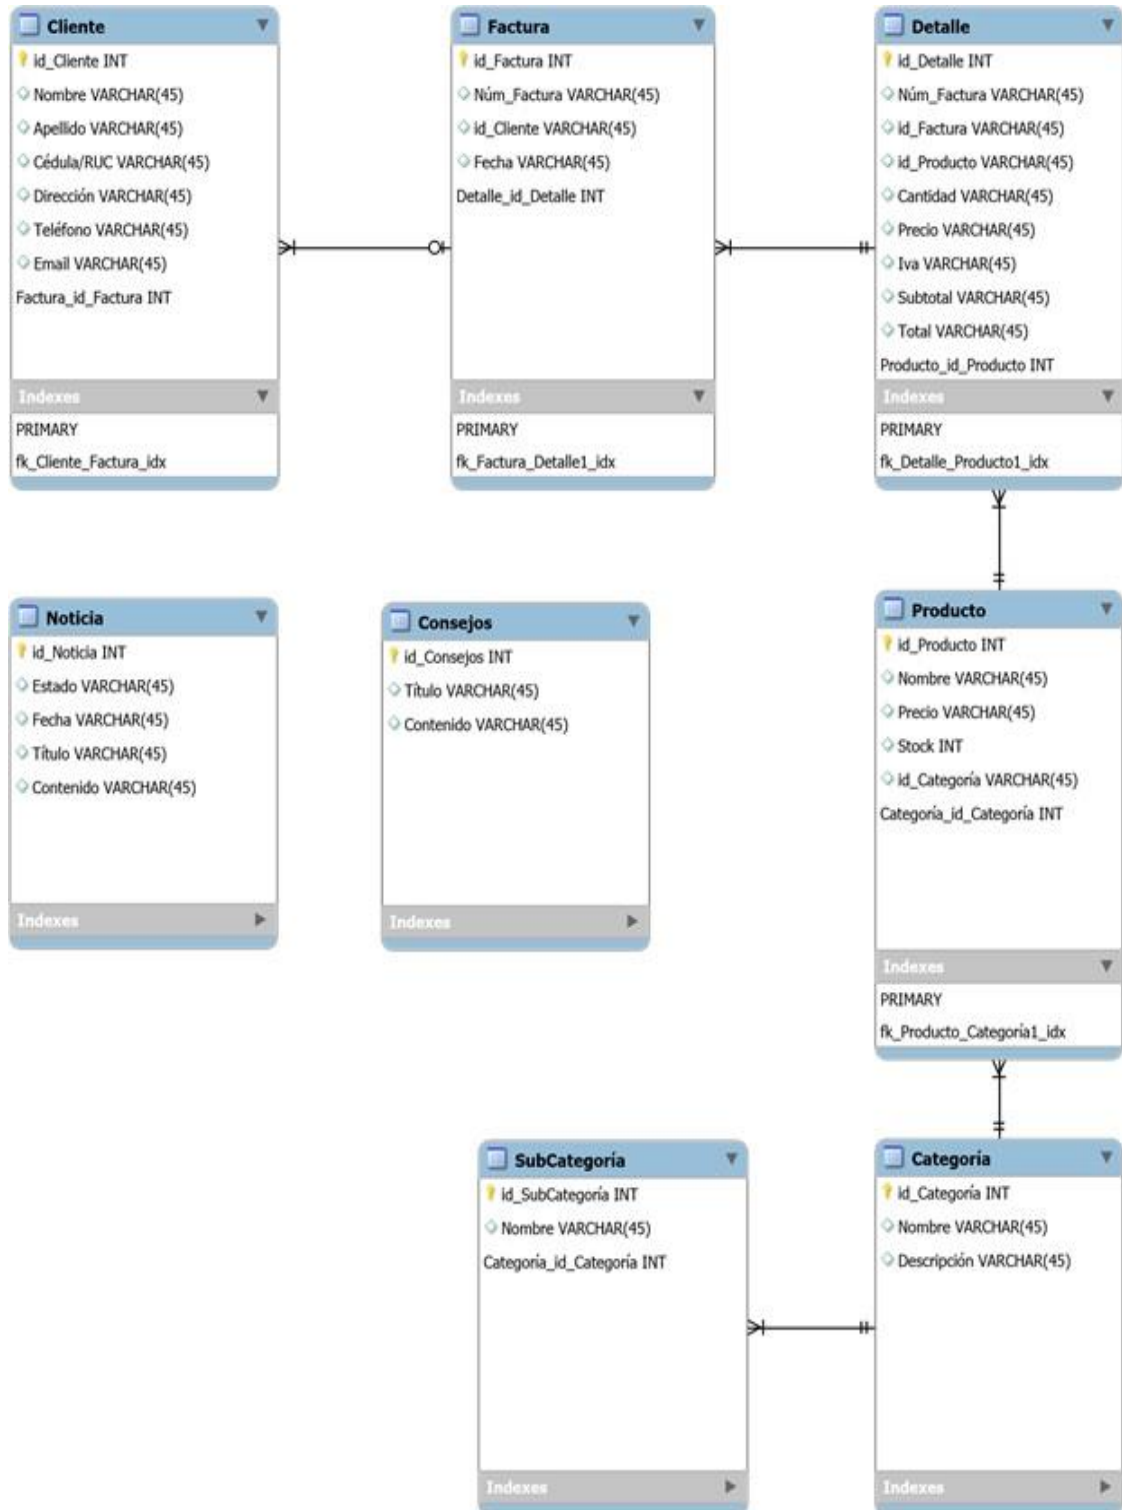 Cliente
id_Cliente INT
Nombre VARCHAR(45)
Apellido VARCHAR(45)
Cédula/RUC VARCHAR(45)
Dirección VARCHAR(45)
Teléfono VARCHAR(45)
Email VARCHAR(45)
Factura_id_Factura INT
Indexes
PRIMARY
fk_Cliente_Factura_idx
Factura
id_Factura INT
Núm_Factura VARCHAR(45)
id_Cliente VARCHAR(45)
Fecha VARCHAR(45)
Detalle_id_Detalle INT
Indexes
PRIMARY
fk_Factura_Detalle1_idx
Detalle
id_Detalle INT
Núm_Factura VARCHAR(45)
id_Factura VARCHAR(45)
id_Producto VARCHAR(45)
Cantidad VARCHAR(45)
Precio VARCHAR(45)
Iva VARCHAR(45)
Subtotal VARCHAR(45)
Total VARCHAR(45)
Producto_id_Producto INT
Indexes
PRIMARY
fk_Detalle_Producto1_idx
Noticia
id_Noticia INT
Estado VARCHAR(45)
Fecha VARCHAR(45)
Título VARCHAR(45)
Contenido VARCHAR(45)
Indexes
Consejos
id_Consejos INT
Título VARCHAR(45)
Contenido VARCHAR(45)
Indexes
Producto
id_Producto INT
Nombre VARCHAR(45)
Precio VARCHAR(45)
Stock INT
id_Categoría VARCHAR(45)
Categoría_id_Categoría INT
Indexes
PRIMARY
fk_Producto_Categoría1_idx
SubCategoría
id_SubCategoría INT
Nombre VARCHAR(45)
Categoría_id_Categoría INT
Indexes
Categoría
id_Categoría INT
Nombre VARCHAR(45)
Descripción VARCHAR(45)
Indexes